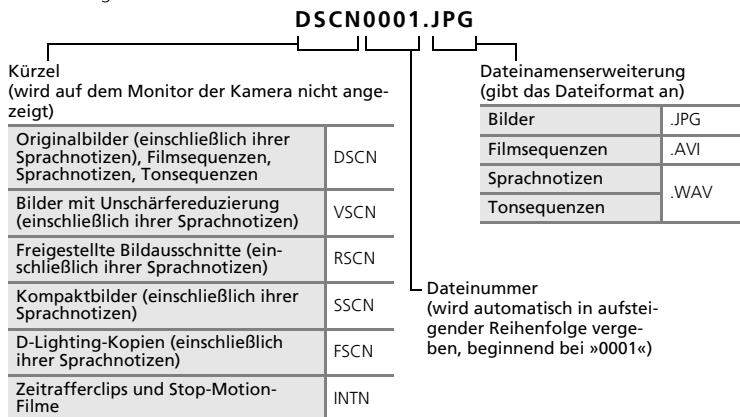 DSCN0001.JPG
Kürzel
(wird auf dem Monitor der Kamera nicht ange-
zeigt)
Originalbilder (einschließlich ihrer
Sprachnotizen), Filmsequenzen,
Sprachnotizen, Tonsequenzen
DSCN
Bilder mit Unschärfereduzierung
(einschließlich ihrer Sprachnotizen)
VSCN
Freigestellte Bildausschnitte (ein-
schließlich ihrer Sprachnotizen)
RSCN
Kompaktbilder (einschließlich ihrer
Sprachnotizen)
SSCN
D-Lighting-Kopien (einschließlich
ihrer Sprachnotizen)
FSCN
Zeitrafferclips und Stop-Motion-
Filme
INTN
Dateinamenserweiterung
(gibt das Dateiformat an)
Bilder .JPG
Filmsequenzen .AVI
Sprachnotizen
.WAV
Tonsequenzen
Dateinummer
(wird automatisch in aufstei-
gender Reihenfolge verge-
ben, beginnend bei »0001«)